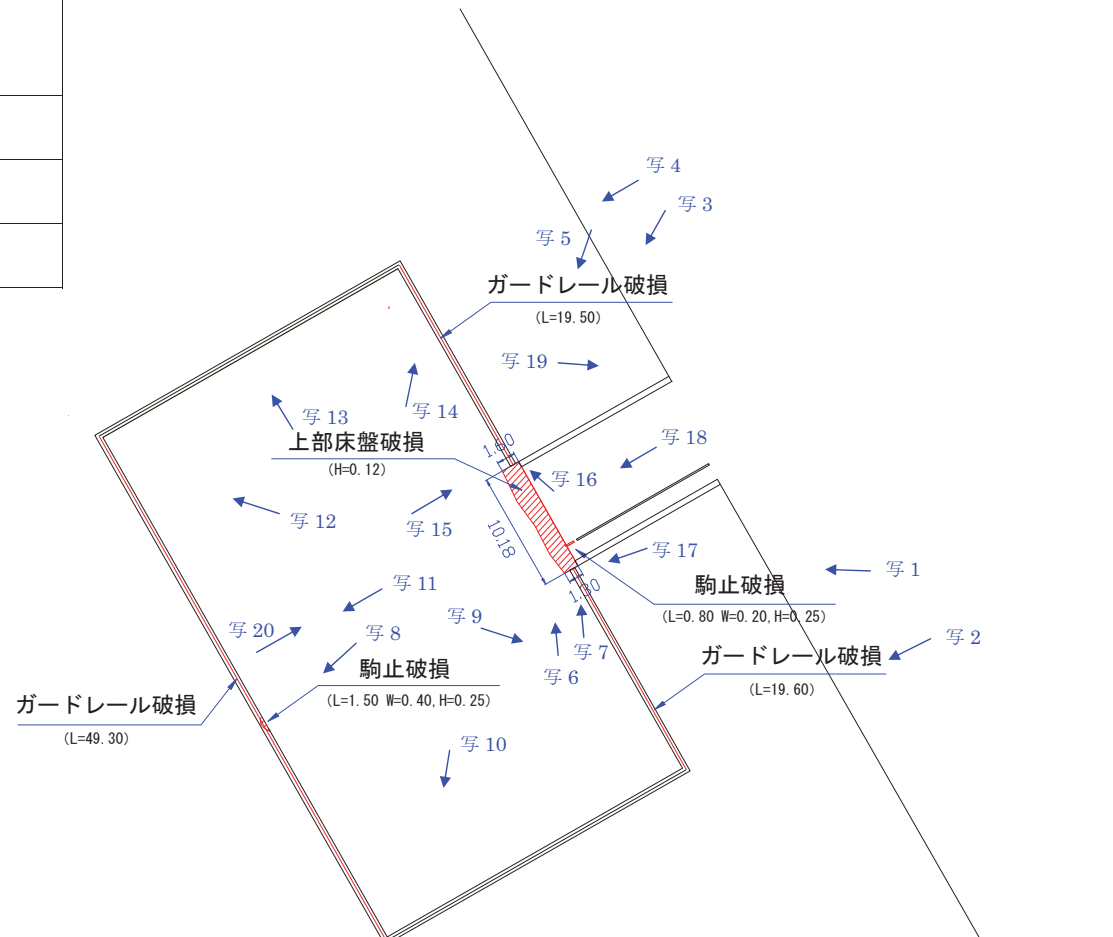 写 4
写 3
写 5
ガードレール破損
(L=19.50)
写 19
写 14
写 13
上部床盤破損
(H=0.12)
1.60
写 18
写 16
写 12
写 15
10.18
写 17
写 1
写 11
駒止破損
(L=0.80 W=0.20,H=0.25)
1.30
写 9
写 20
写 8
写 7
写 2
ガードレール破損
(L=19.60)
写 6
駒止破損
(L=1.50 W=0.40,H=0.25)
ガードレール破損
(L=49.30)
写 10